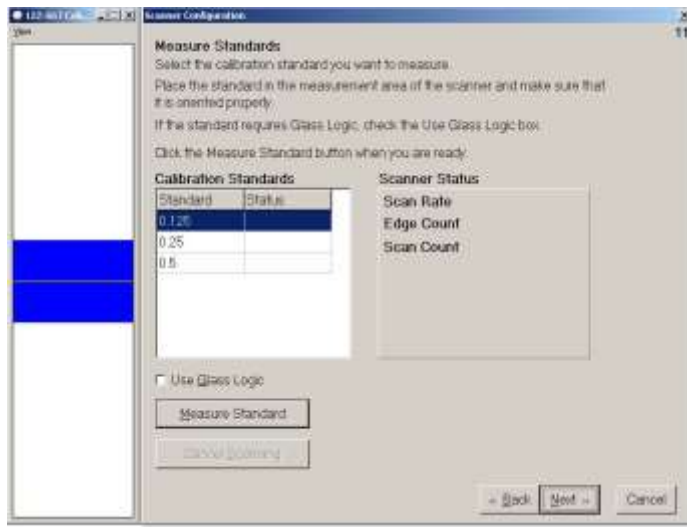 Scanner Configuration
View
11
Measure Standards
Select the calibration standard you want to measure.
Place the standard in the measurement area of the scanner and make sure that
it is oriented properly.
If the standard requires Glass Logic, check the Use Glass Logic box.
Click the Measure Standard button when you are ready.
Calibration Standards
Scanner Status
Standard Status
0.125
0.25
0.5
Scan Rate
Edge Count
Scan Count
Use Glass Logic
Measure Standard
Cancel Scanning
Back
Next
Cancel